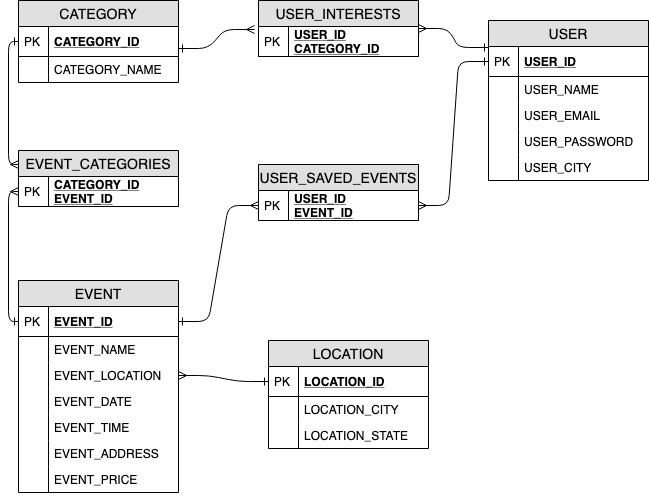 CATEGORY
PK CATEGORY_ID
CATEGORY_NAME
USER_INTERESTS
PK USER_ID
CATEGORY_ID
USER
PK USER_ID
USER_NAME
USER_EMAIL
USER_PASSWORD
USER_CITY
EVENT_CATEGORIES
PK CATEGORY_ID
EVENT_ID
USER_SAVED_EVENTS
PK USER_ID
EVENT_ID
EVENT
PK EVENT_ID
EVENT_NAME
EVENT_LOCATION
EVENT_DATE
EVENT_TIME
EVENT_ADDRESS
EVENT_PRICE
LOCATION
PK LOCATION_ID
LOCATION_CITY
LOCATION_STATE